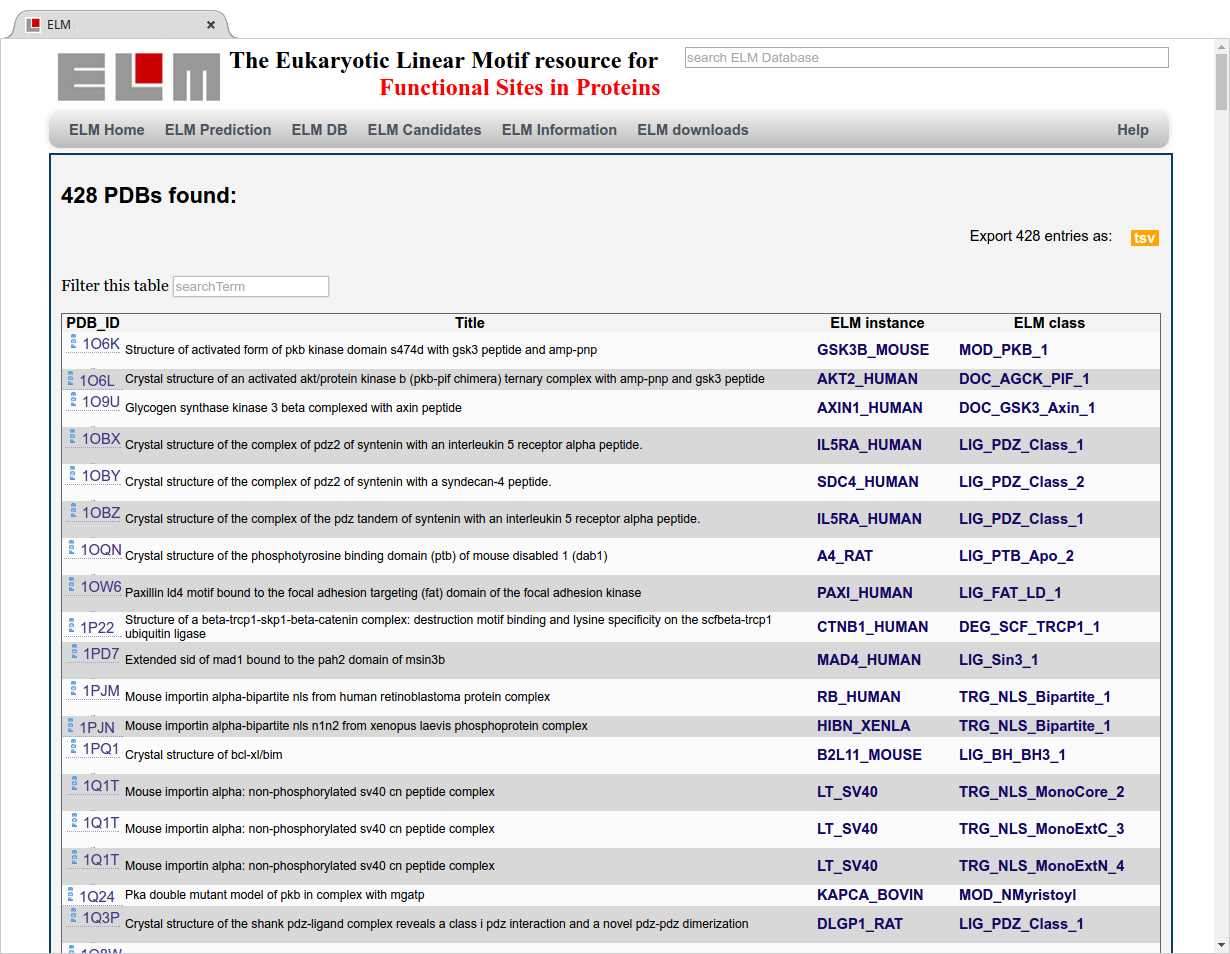 ELM
ELM The Eukaryotic Linear Motif resource for
Functional Sites in Proteins
search ELM Database
ELM Home ELM Prediction ELM DB ELM Candidates ELM Information ELM downloads Help
428 PDBs found:
Export 428 entries as: tsv
Filter this table searchTerm
PDB_ID Title ELM instance ELM class
1O6K Structure of activated form of pkb kinase domain s474d with gsk3 peptide and amp-pnp GSK3B_MOUSE MOD_PKB_1
1O6L Crystal structure of an activated akt/protein kinase b (pkb-pif chimera) ternary complex with amp-pnp and gsk3 peptide AKT2_HUMAN DOC_AGCK_PIF_1
1O9U Glycogen synthase kinase 3 beta complexed with axin peptide AXIN1_HUMAN DOC_GSK3_Axin_1
1OBX Crystal structure of the complex of pdz2 of syntenin with an interleukin 5 receptor alpha peptide. IL5RA_HUMAN LIG_PDZ_Class_1
1OBY Crystal structure of the complex of pdz2 of syntenin with a syndecan-4 peptide. SDC4_HUMAN LIG_PDZ_Class_2
1OBZ Crystal structure of the complex of the pdz tandem of syntenin with an interleukin 5 receptor alpha peptide. IL5RA_HUMAN LIG_PDZ_Class_1
1OQN Crystal structure of the phosphotyrosine binding domain (ptb) of mouse disabled 1 (dab1) A4_RAT LIG_PTB_Apo_2
1OW6 Paxillin ld4 motif bound to the focal adhesion targeting (fat) domain of the focal adhesion kinase PAXI_HUMAN LIG_FAT_LD_1
1P22 Structure of a beta-trcp1-skp1-beta-catenin complex: destruction motif binding and lysine specificity on the scfbeta-trcp1
ubiquitin ligase CTNB1_HUMAN DEG_SCF_TRCP1_1
1PD7 Extended sid of mad1 bound to the pah2 domain of msin3b MAD4_HUMAN LIG_Sin3_1
1PJM Mouse importin alpha-bipartite nls from human retinoblastoma protein complex RB_HUMAN TRG_NLS_Bipartite_1
1PJN Mouse importin alpha-bipartite nls n1n2 from xenopus laevis phosphoprotein complex HIBN_XENLA TRG_NLS_Bipartite_1
1PQ1 Crystal structure of bcl-xl/bim B2L11_MOUSE LIG_BH_BH3_1
1Q1T Mouse importin alpha: non-phosphorylated sv40 cn peptide complex LT_SV40 TRG_NLS_MonoCore_2
1Q1T Mouse importin alpha: non-phosphorylated sv40 cn peptide complex LT_SV40 TRG_NLS_MonoExtC_3
1Q1T Mouse importin alpha: non-phosphorylated sv40 cn peptide complex LT_SV40 TRG_NLS_MonoExtN_4
1Q24 Pka double mutant model of pkb in complex with mgatp KAPCA_BOVIN MOD_NMyristoyl
1Q3P Crystal structure of the shank pdz-ligand complex reveals a class i pdz interaction and a novel pdz-pdz dimerization DLGP1_RAT LIG_PDZ_Class_1